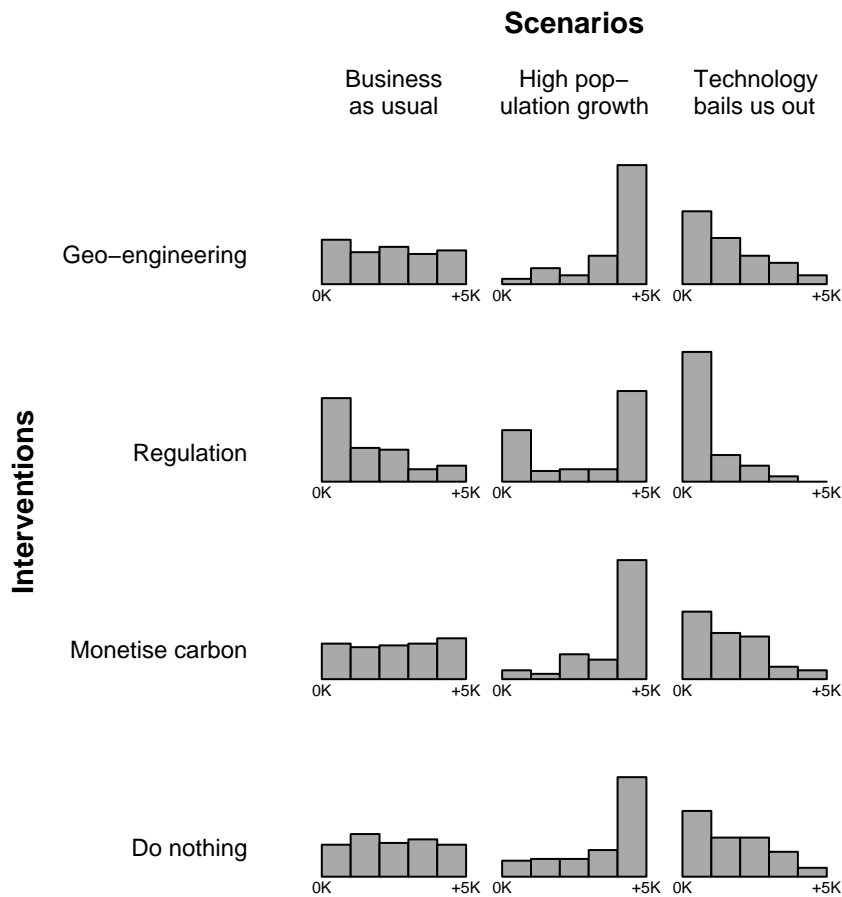 Scenarios
Business
as usual
High pop−
ulation growth
Technology
bails us out
Interventions
Geo−engineering
0K +5K 0K +5K 0K +5K
Regulation
0K +5K 0K +5K 0K +5K
Monetise carbon
0K +5K 0K +5K 0K +5K
Do nothing
0K +5K 0K +5K 0K +5K